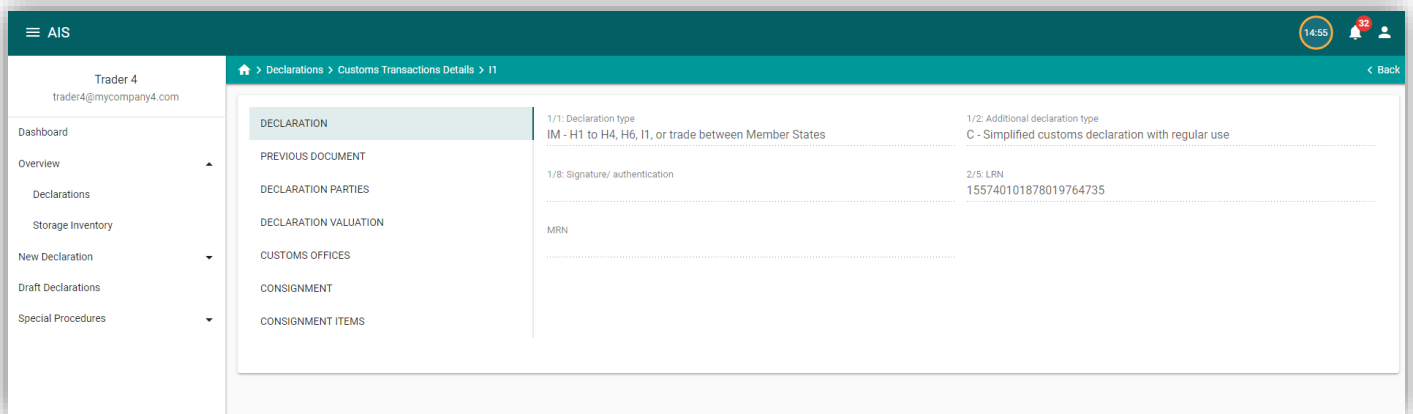 AIS
14:55
32
Trader 4
trader4@mycompany4.com
Dashboard
Overview
Declarations
Storage Inventory
New Declaration
Draft Declarations
Special Procedures
> Declarations > Customs Transactions Details > I1
< Back
DECLARATION
PREVIOUS DOCUMENT
DECLARATION PARTIES
DECLARATION VALUATION
CUSTOMS OFFICES
CONSIGNMENT
CONSIGNMENT ITEMS
1/1: Declaration type
IM - H1 to H4, H6, I1, or trade between Member States
1/2: Additional declaration type
C - Simplified customs declaration with regular use
1/8: Signature/ authentication
2/5: LRN
155740101878019764735
MRN